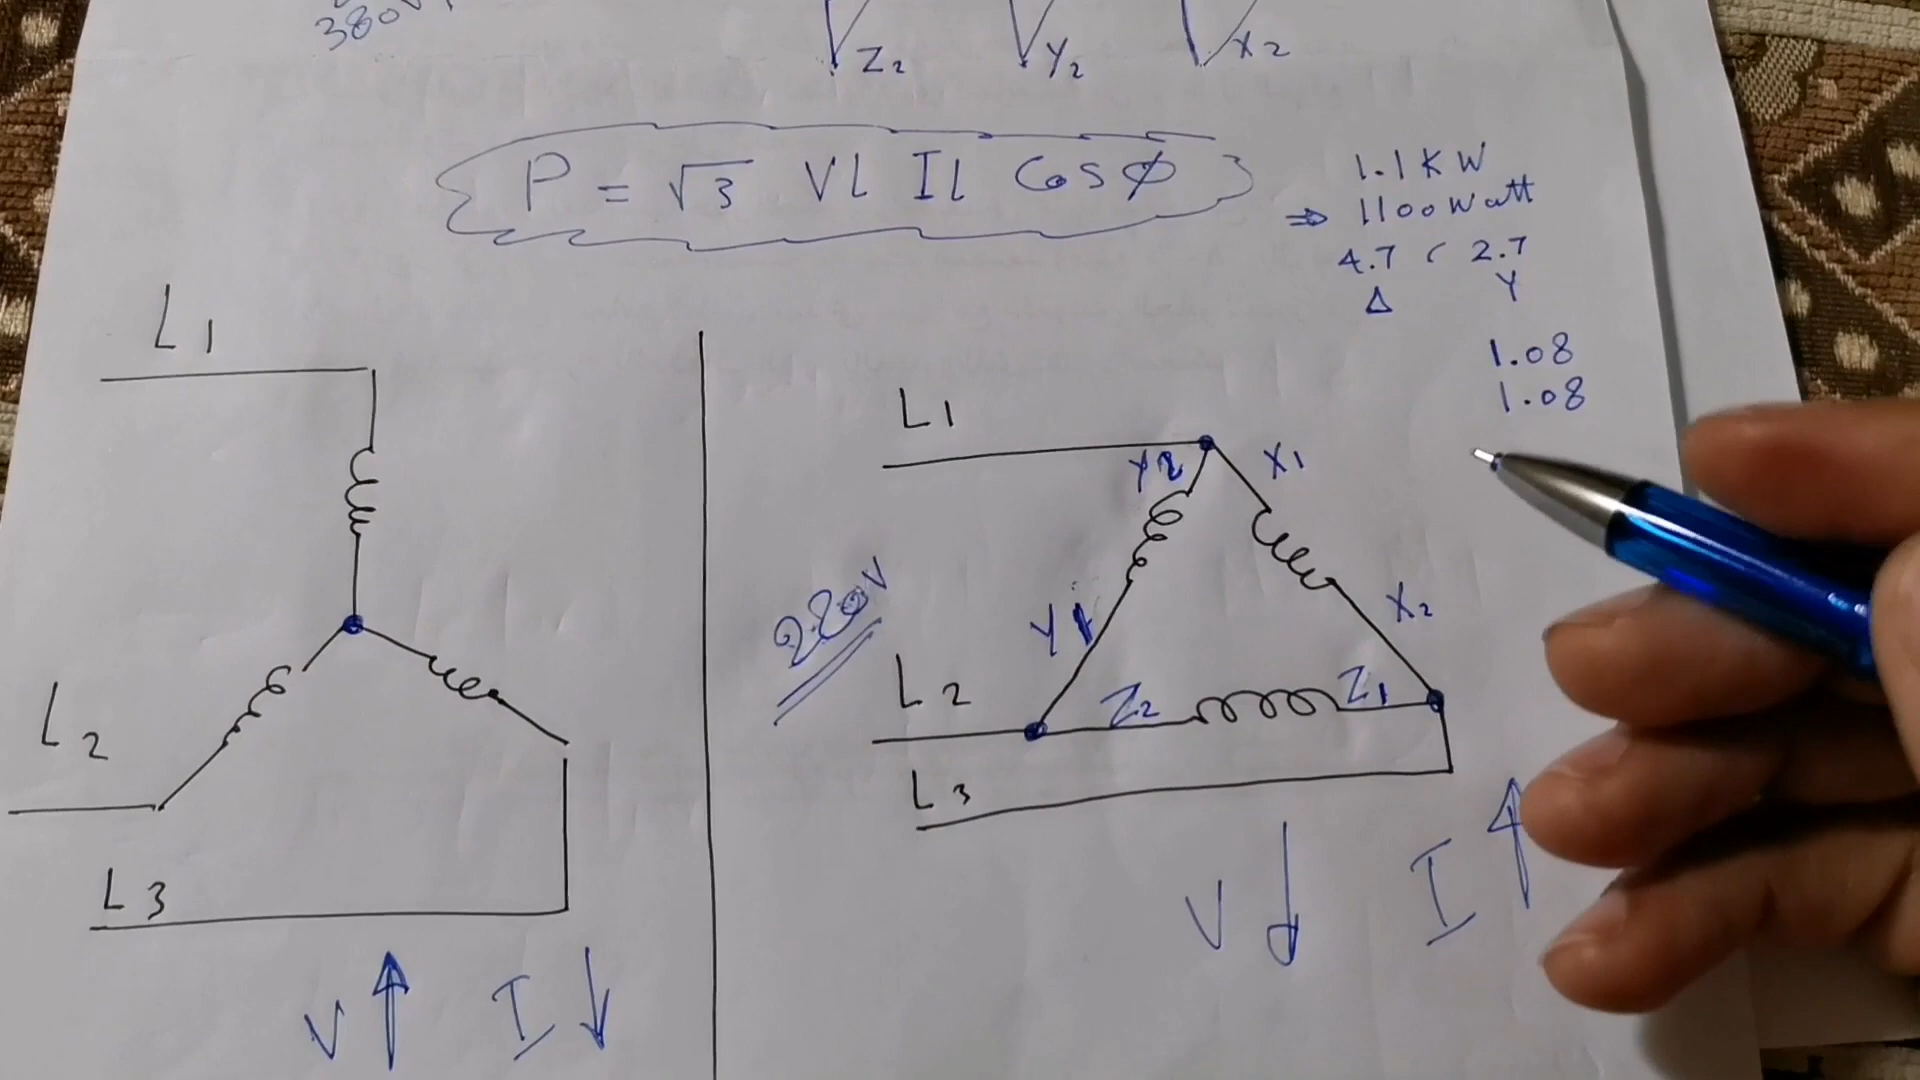 380V
Z2 Y2 X2
P = √3 Vl Il Cosϕ
1.1 KW
⇒ 1100 Watt
4.7 ( 2.7
Δ Y
1.08
1.08
L1
L2
L3
V ↑ I ↓
L1
Y2 X1
Y1 X2
L2
Z2 Z1
L3
V ↓ I ↑